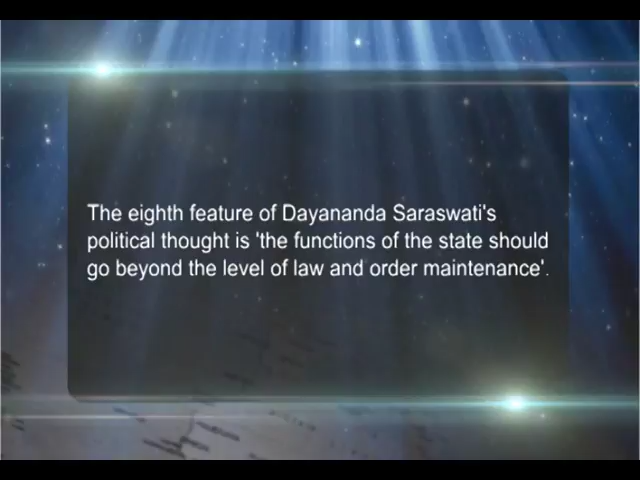 The eighth feature of Dayananda Saraswati's
political thought is 'the functions of the state should
go beyond the level of law and order maintenance'.